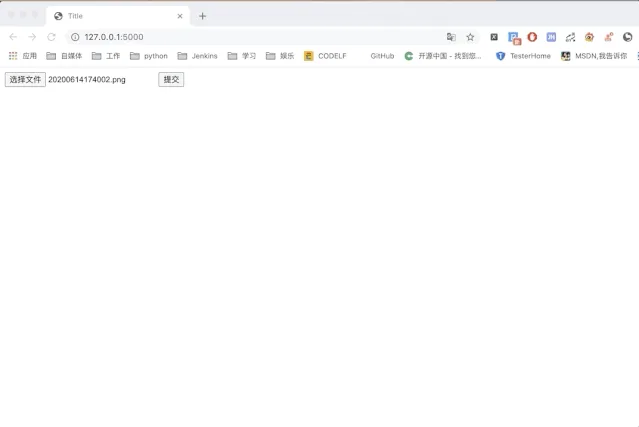 Title
127.0.0.1:5000
应用 自媒体 工作 python Jenkins 学习 娱乐 CODELF GitHub 开源中国 - 找到您... TesterHome MSDN,我告诉你
选择文件 20200614174002.png 提交